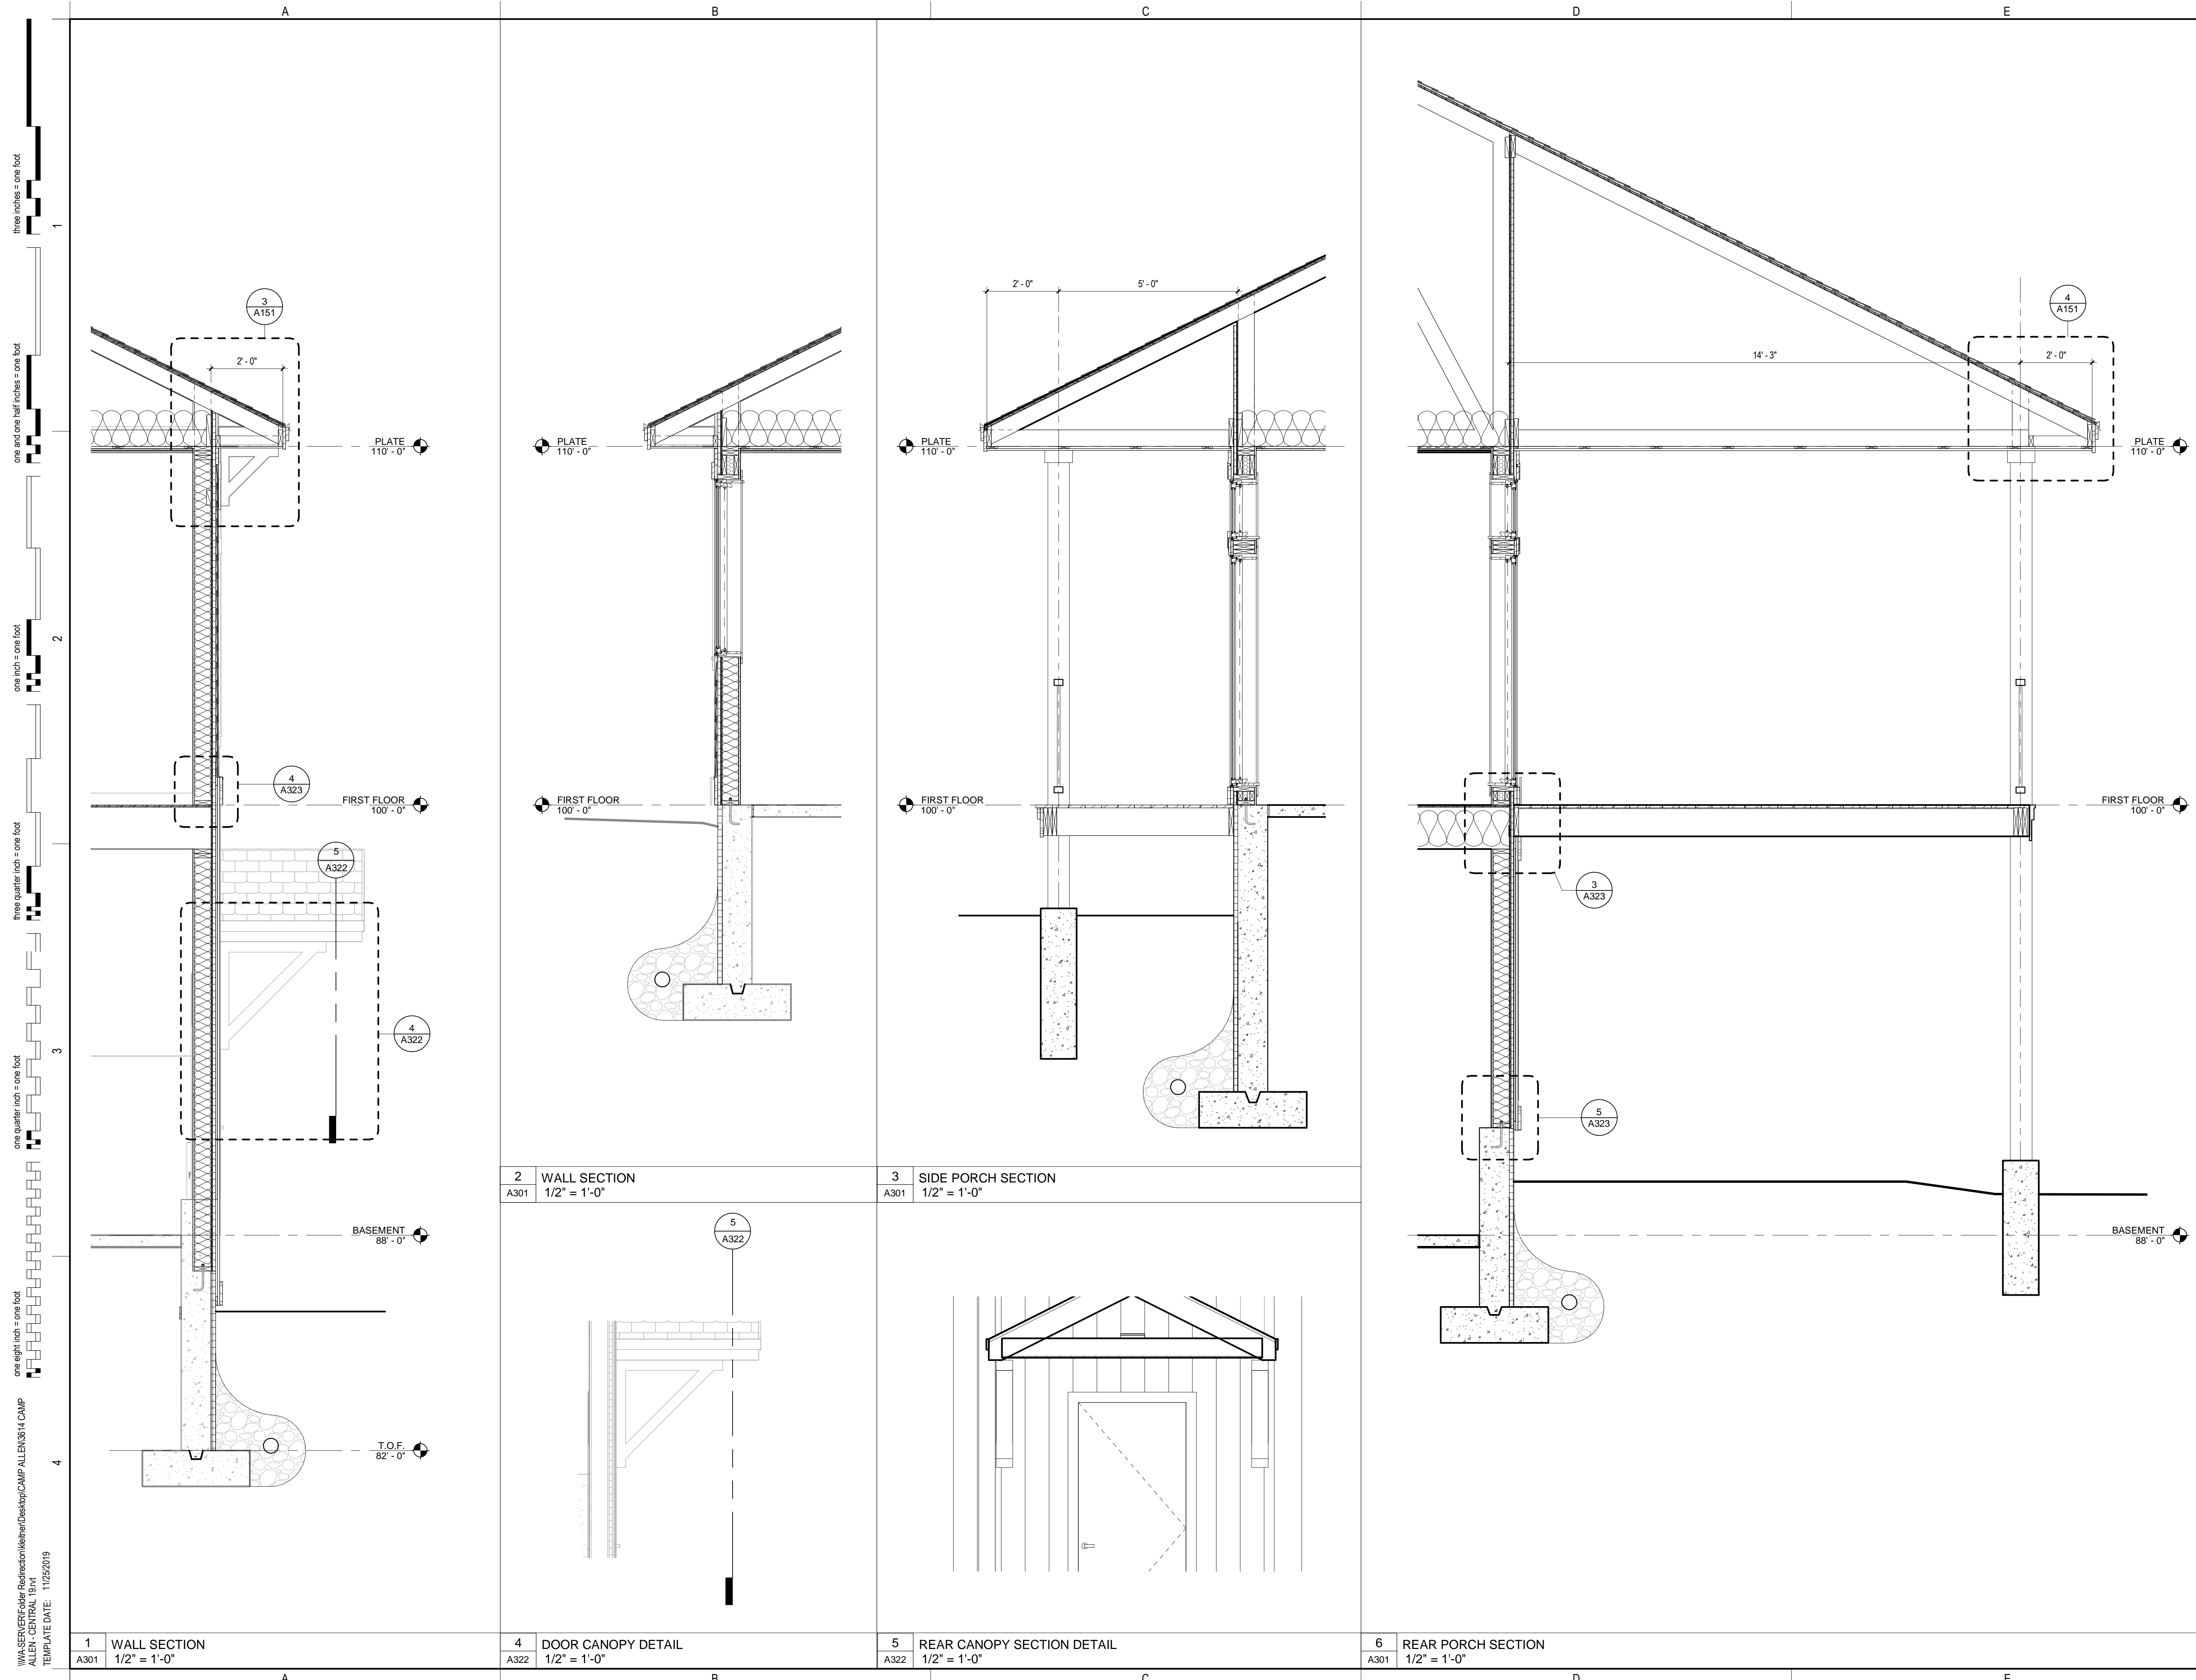 A
B
C
D
E
three inches = one foot
one and one half inches = one foot
one inch = one foot
three quarter inch = one foot
one quarter inch = one foot
one eight inch = one foot
\\WA-SERVER\Folder Redirection\kleitner\Desktop\CAMP ALLEN\3614 CAMP
ALLEN - CENTRAL 19.rvt
TEMPLATE DATE: 11/25/2019
1
2
3
4
3
A151
2' - 0"
PLATE
110' - 0"
4
A323
FIRST FLOOR
100' - 0"
5
A322
4
A322
BASEMENT
88' - 0"
T.O.F.
82' - 0"
1
A301
WALL SECTION
1/2" = 1'-0"
PLATE
110' - 0"
FIRST FLOOR
100' - 0"
2
A301
WALL SECTION
1/2" = 1'-0"
2' - 0"
5' - 0"
PLATE
110' - 0"
FIRST FLOOR
100' - 0"
3
A301
SIDE PORCH SECTION
1/2" = 1'-0"
5
A322
4
A322
DOOR CANOPY DETAIL
1/2" = 1'-0"
5
A322
REAR CANOPY SECTION DETAIL
1/2" = 1'-0"
4
A151
14' - 3"
2' - 0"
PLATE
110' - 0"
FIRST FLOOR
100' - 0"
3
A323
5
A323
BASEMENT
88' - 0"
6
A301
REAR PORCH SECTION
1/2" = 1'-0"
A
B
C
D
E